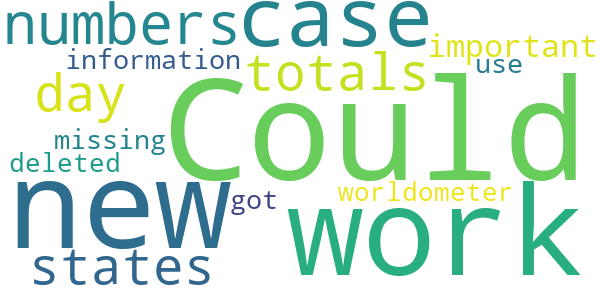 numbers case
information important
day totals use
Could
missing
deleted
new got worldometer
states work